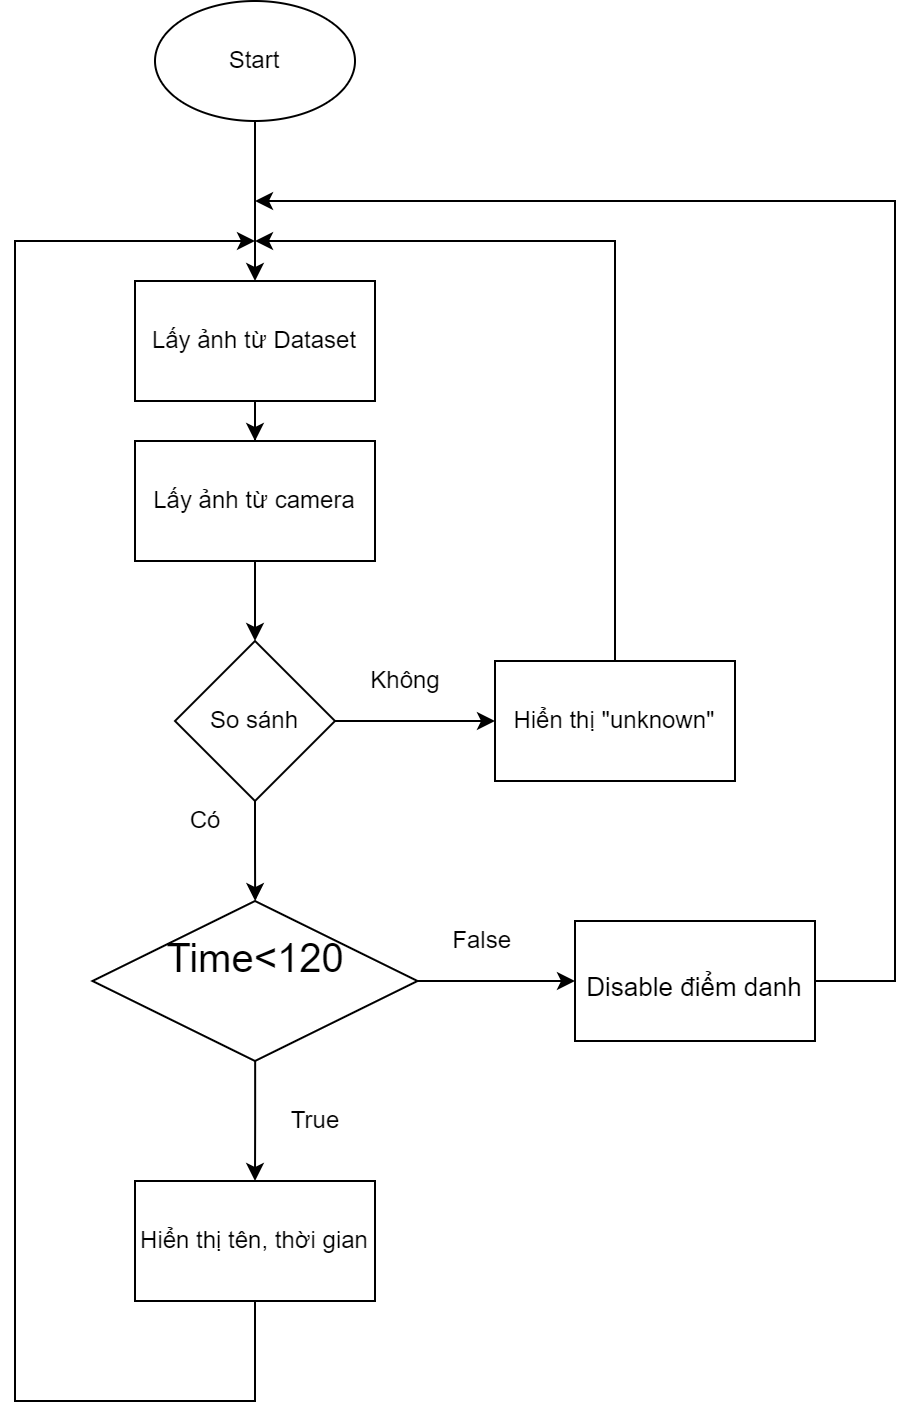 Start
Lấy ảnh từ Dataset
Lấy ảnh từ camera
Không
So sánh
Hiển thị "unknown"
Có
False
Time<120
Disable điểm danh
True
Hiển thị tên, thời gian